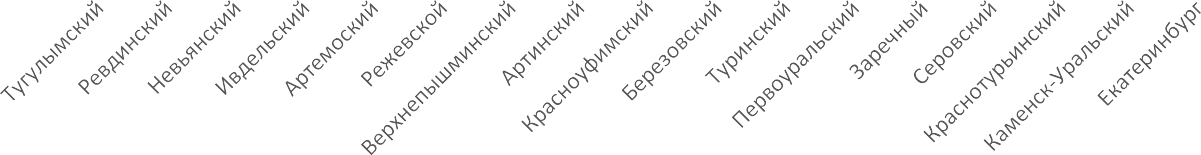 Тугулымский
Ревдинский
Невьянский
Ивдельский
Артемоский
Режевской
Верхнепышминский
Артинский
Красноуфимский
Березовский
Туринский
Первоуральский
Заречный
Серовский
Краснотурьинский
Каменск-Уральский
Екатеринбург